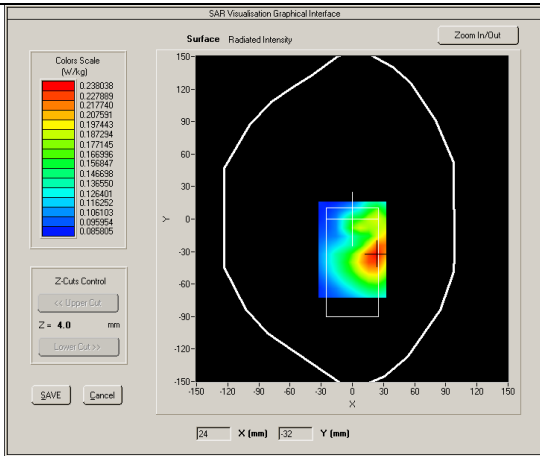 SAR Visualisation Graphical Interface
Surface Radiated Intensity
Zoom In/Out
Colors Scale
(W/kg)
0.238038
0.227889
0.217740
0.207591
0.197443
0.187294
0.177145
0.166996
0.156847
0.146698
0.136550
0.126401
0.116252
0.106103
0.095954
0.085805
Z-Cuts Control
<< Upper Cut
Z = 4.0 mm
Lower Cut >>
SAVE Cancel
150
120
90
60
30
0
-30
-60
-90
-120
-150
Y
-150 -120 -90 -60 -30 0 30 60 90 120 150
X
24 X (mm) -32 Y (mm)